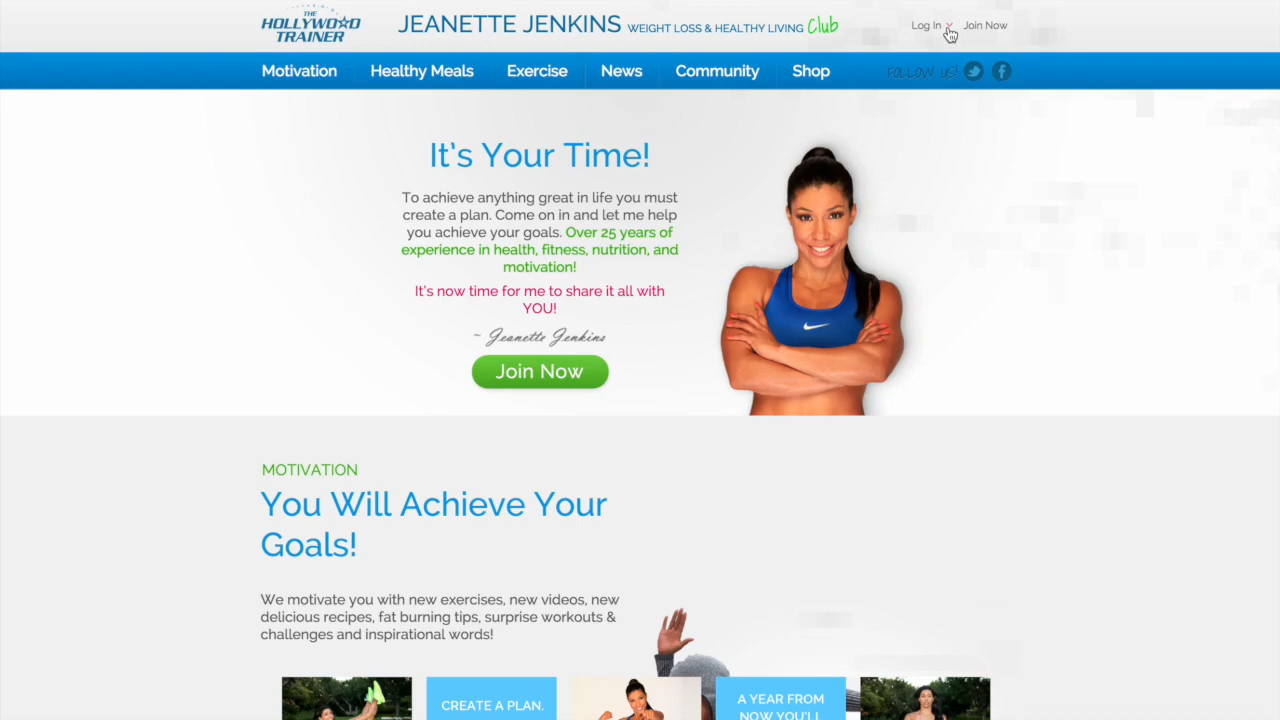 THE
HOLLYWOOD
TRAINER
JEANETTE JENKINS WEIGHT LOSS & HEALTHY LIVING Club
Log In Join Now
Motivation Healthy Meals Exercise News Community Shop FOLLOW US!
It's Your Time!
To achieve anything great in life you must
create a plan. Come on in and let me help
you achieve your goals. Over 25 years of
experience in health, fitness, nutrition, and
motivation!
It's now time for me to share it all with
YOU!
~ Jeanette Jenkins
Join Now
MOTIVATION
You Will Achieve Your
Goals!
We motivate you with new exercises, new videos, new
delicious recipes, fat burning tips, surprise workouts &
challenges and inspirational words!
CREATE A PLAN.
A YEAR FROM
NOW YOU'LL